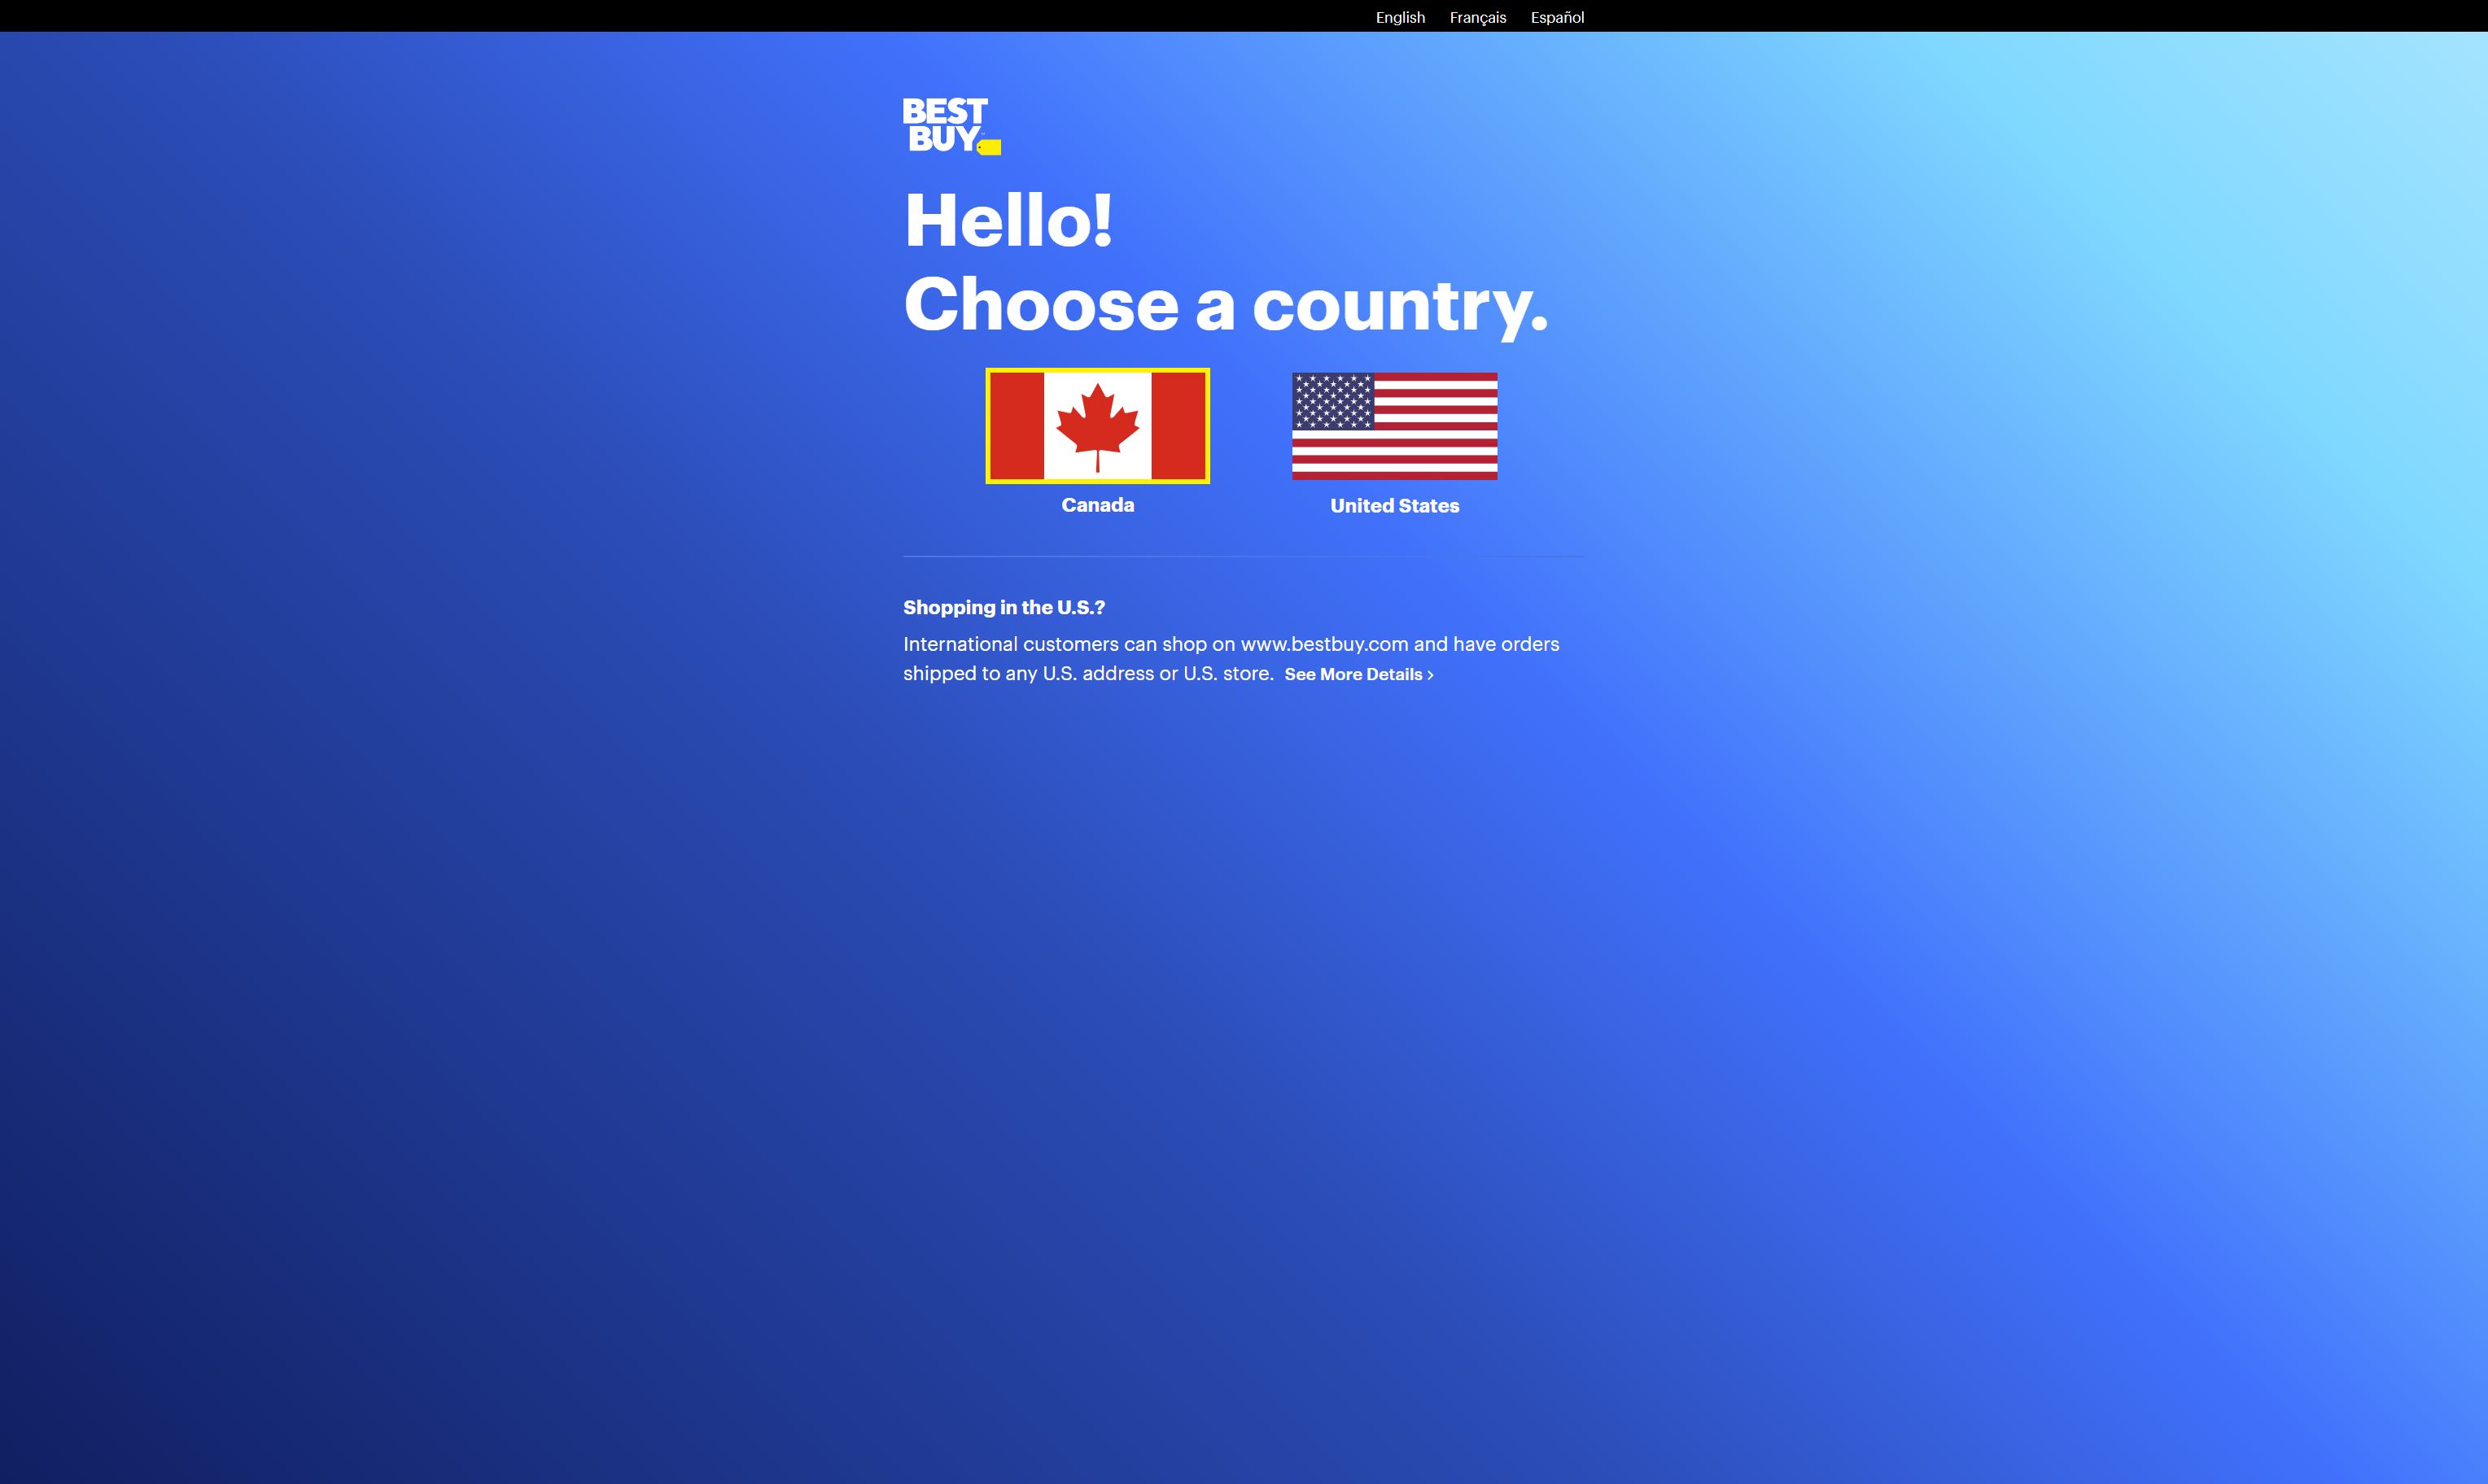 English Français Español
BEST
BUY
Hello!
Choose a country.
Canada
United States
Shopping in the U.S.?
International customers can shop on www.bestbuy.com and have orders
shipped to any U.S. address or U.S. store. See More Details ›